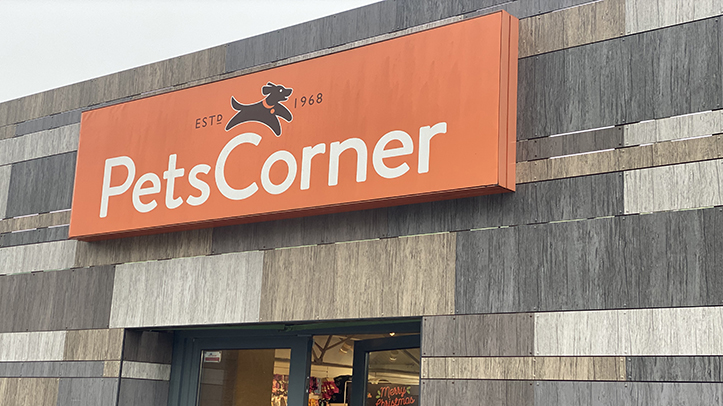 ESTD 1968
PetsCorner
Merry
Christmas